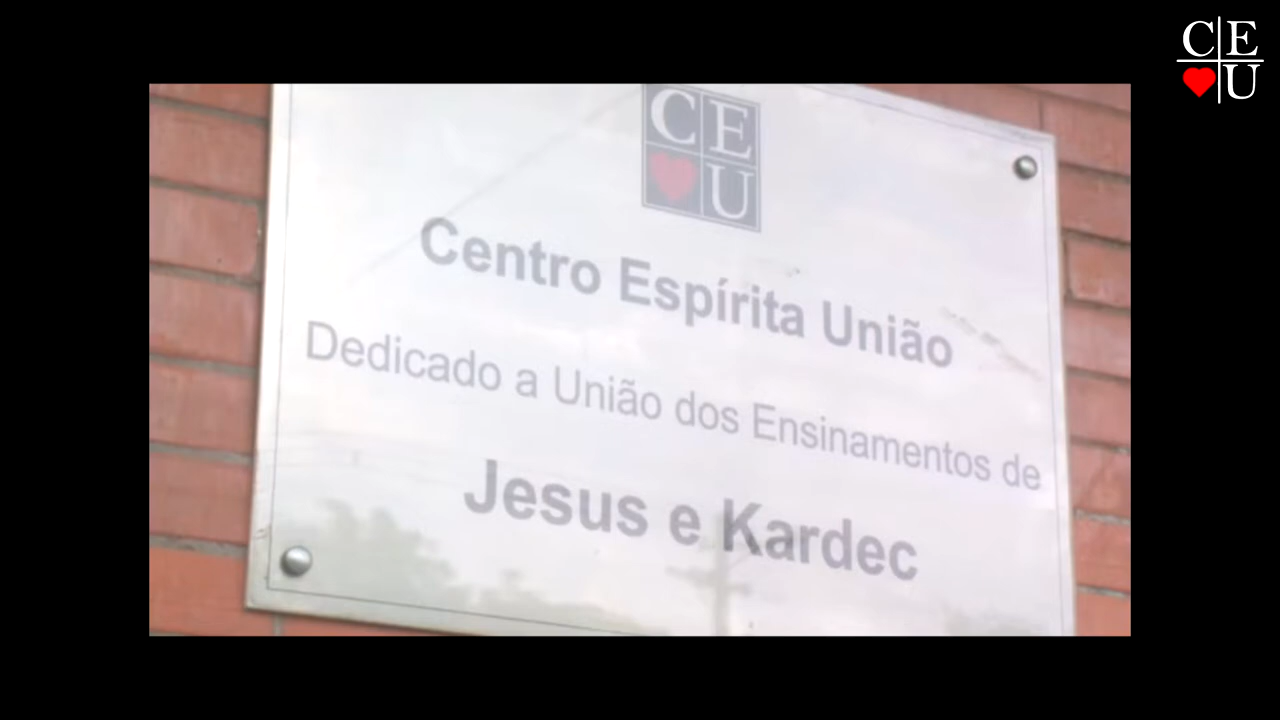 CE
U
CE
U
Centro Espírita União
Dedicado a União dos Ensinamentos de
Jesus e Kardec